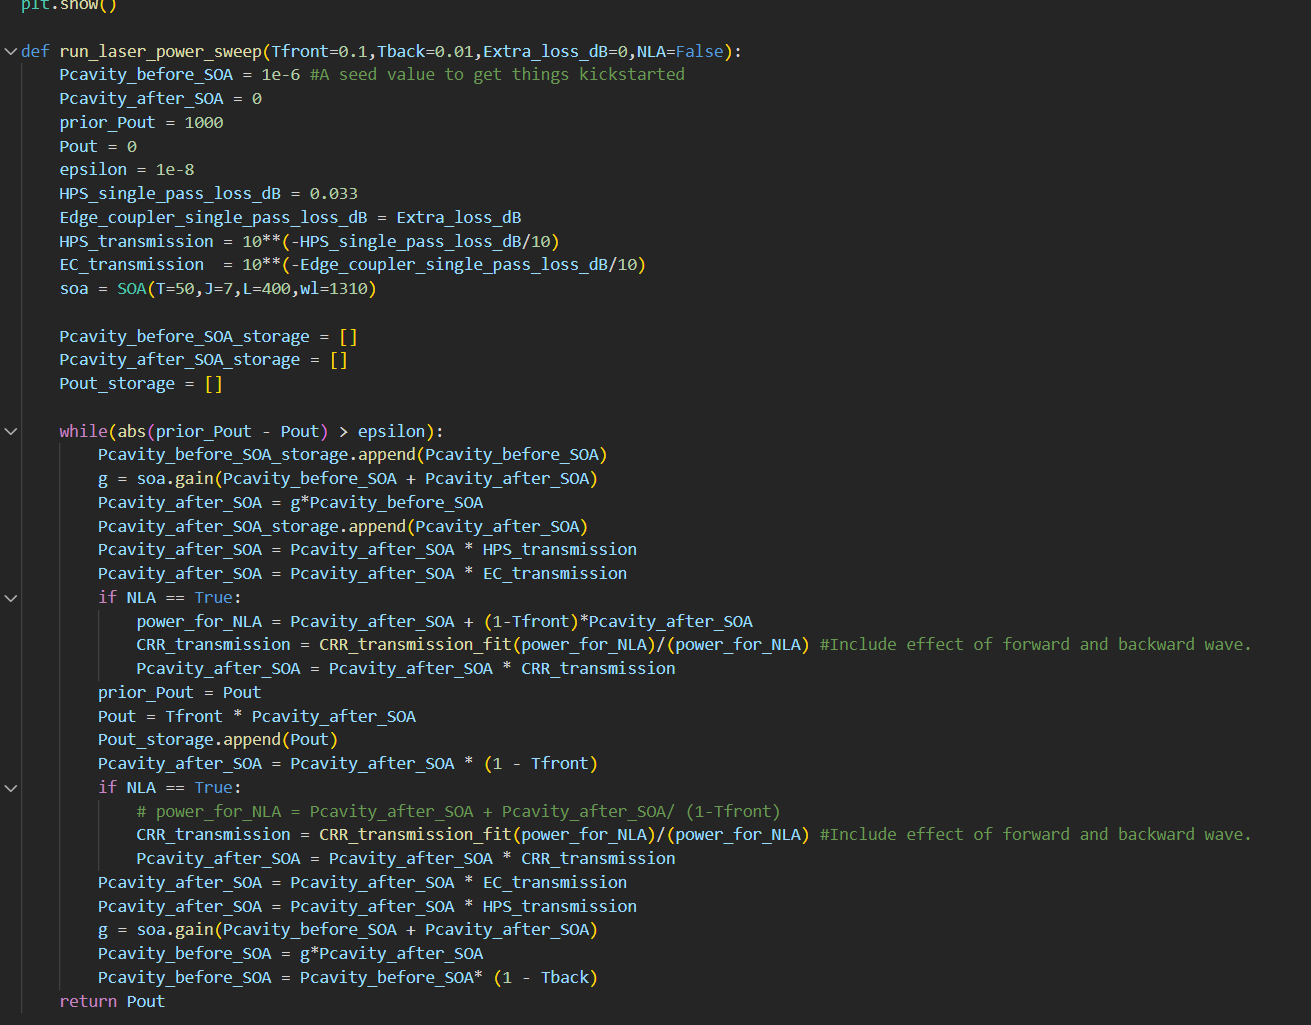 plt.show()
def run_laser_power_sweep(Tfront=0.1,Tback=0.01,Extra_loss_dB=0,NLA=False):
    Pcavity_before_SOA = 1e-6 #A seed value to get things kickstarted
    Pcavity_after_SOA = 0
    prior_Pout = 1000
    Pout = 0
    epsilon = 1e-8
    HPS_single_pass_loss_dB = 0.033
    Edge_coupler_single_pass_loss_dB = Extra_loss_dB
    HPS_transmission = 10**(-HPS_single_pass_loss_dB/10)
    EC_transmission  = 10**(-Edge_coupler_single_pass_loss_dB/10)
    soa = SOA(T=50,J=7,L=400,wl=1310)
    Pcavity_before_SOA_storage = []
    Pcavity_after_SOA_storage = []
    Pout_storage = []
    while(abs(prior_Pout - Pout) > epsilon):
        Pcavity_before_SOA_storage.append(Pcavity_before_SOA)
        g = soa.gain(Pcavity_before_SOA + Pcavity_after_SOA)
        Pcavity_after_SOA = g*Pcavity_before_SOA
        Pcavity_after_SOA_storage.append(Pcavity_after_SOA)
        Pcavity_after_SOA = Pcavity_after_SOA * HPS_transmission
        Pcavity_after_SOA = Pcavity_after_SOA * EC_transmission
        if NLA == True:
            power_for_NLA = Pcavity_after_SOA + (1-Tfront)*Pcavity_after_SOA
            CRR_transmission = CRR_transmission_fit(power_for_NLA)/(power_for_NLA) #Include effect of forward and backward wave.
            Pcavity_after_SOA = Pcavity_after_SOA * CRR_transmission
        prior_Pout = Pout
        Pout = Tfront * Pcavity_after_SOA
        Pout_storage.append(Pout)
        Pcavity_after_SOA = Pcavity_after_SOA * (1 - Tfront)
        if NLA == True:
            # power_for_NLA = Pcavity_after_SOA + Pcavity_after_SOA/ (1-Tfront)
            CRR_transmission = CRR_transmission_fit(power_for_NLA)/(power_for_NLA) #Include effect of forward and backward wave.
            Pcavity_after_SOA = Pcavity_after_SOA * CRR_transmission
        Pcavity_after_SOA = Pcavity_after_SOA * EC_transmission
        Pcavity_after_SOA = Pcavity_after_SOA * HPS_transmission
        g = soa.gain(Pcavity_before_SOA + Pcavity_after_SOA)
        Pcavity_before_SOA = g*Pcavity_after_SOA
        Pcavity_before_SOA = Pcavity_before_SOA* (1 - Tback)
    return Pout